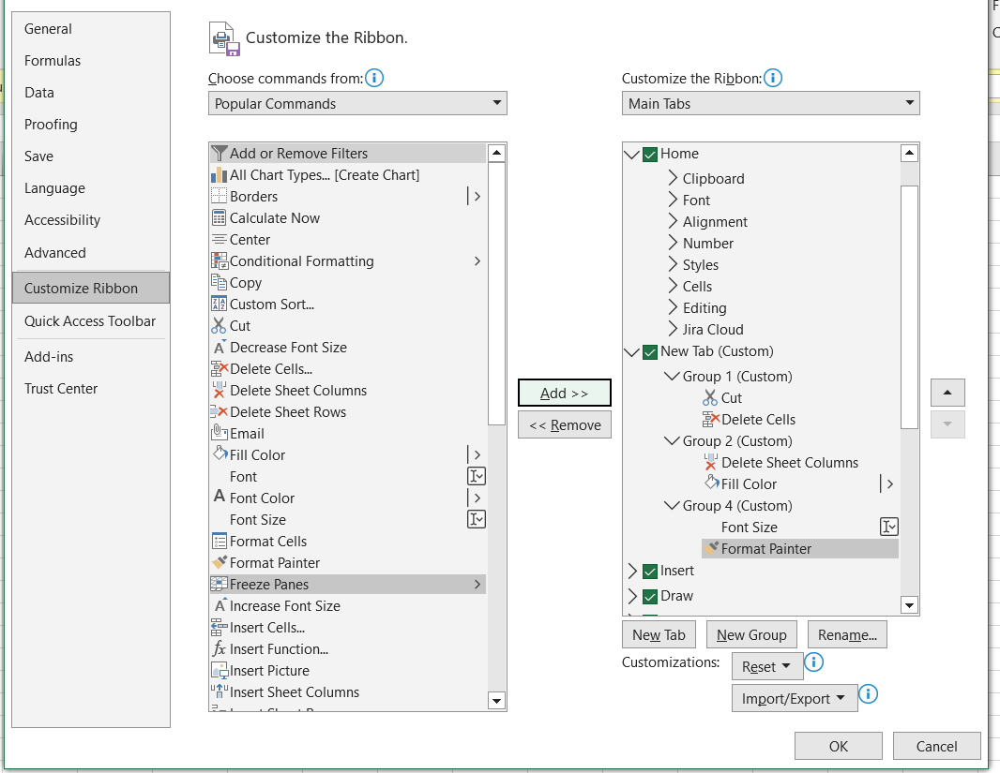 General
Formulas
Data
Proofing
Save
Language
Accessibility
Advanced
Customize Ribbon
Quick Access Toolbar
Add-ins
Trust Center
Customize the Ribbon.
Choose commands from:
Popular Commands
Add or Remove Filters
All Chart Types... [Create Chart]
Borders
Calculate Now
Center
Conditional Formatting
Copy
Custom Sort...
Cut
Decrease Font Size
Delete Cells...
Delete Sheet Columns
Delete Sheet Rows
Email
Fill Color
Font
Font Color
Font Size
Format Cells
Format Painter
Freeze Panes
Increase Font Size
Insert Cells...
Insert Function...
Insert Picture
Insert Sheet Columns
Add >>
<< Remove
Customize the Ribbon:
Main Tabs
Home
Clipboard
Font
Alignment
Number
Styles
Cells
Editing
Jira Cloud
New Tab (Custom)
Group 1 (Custom)
Cut
Delete Cells
Group 2 (Custom)
Delete Sheet Columns
Fill Color
Group 4 (Custom)
Font Size
Format Painter
Insert
Draw
New Tab
New Group
Rename...
Customizations:
Reset
Import/Export
OK
Cancel